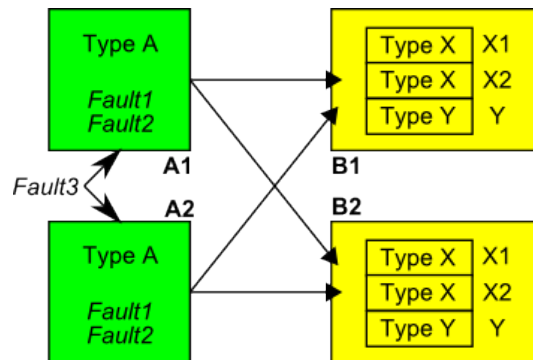 Type A
Fault1
Fault2
A1
Fault3
A2
Type A
Fault1
Fault2
Type X X1
Type X X2
Type Y Y
B1
B2
Type X X1
Type X X2
Type Y Y